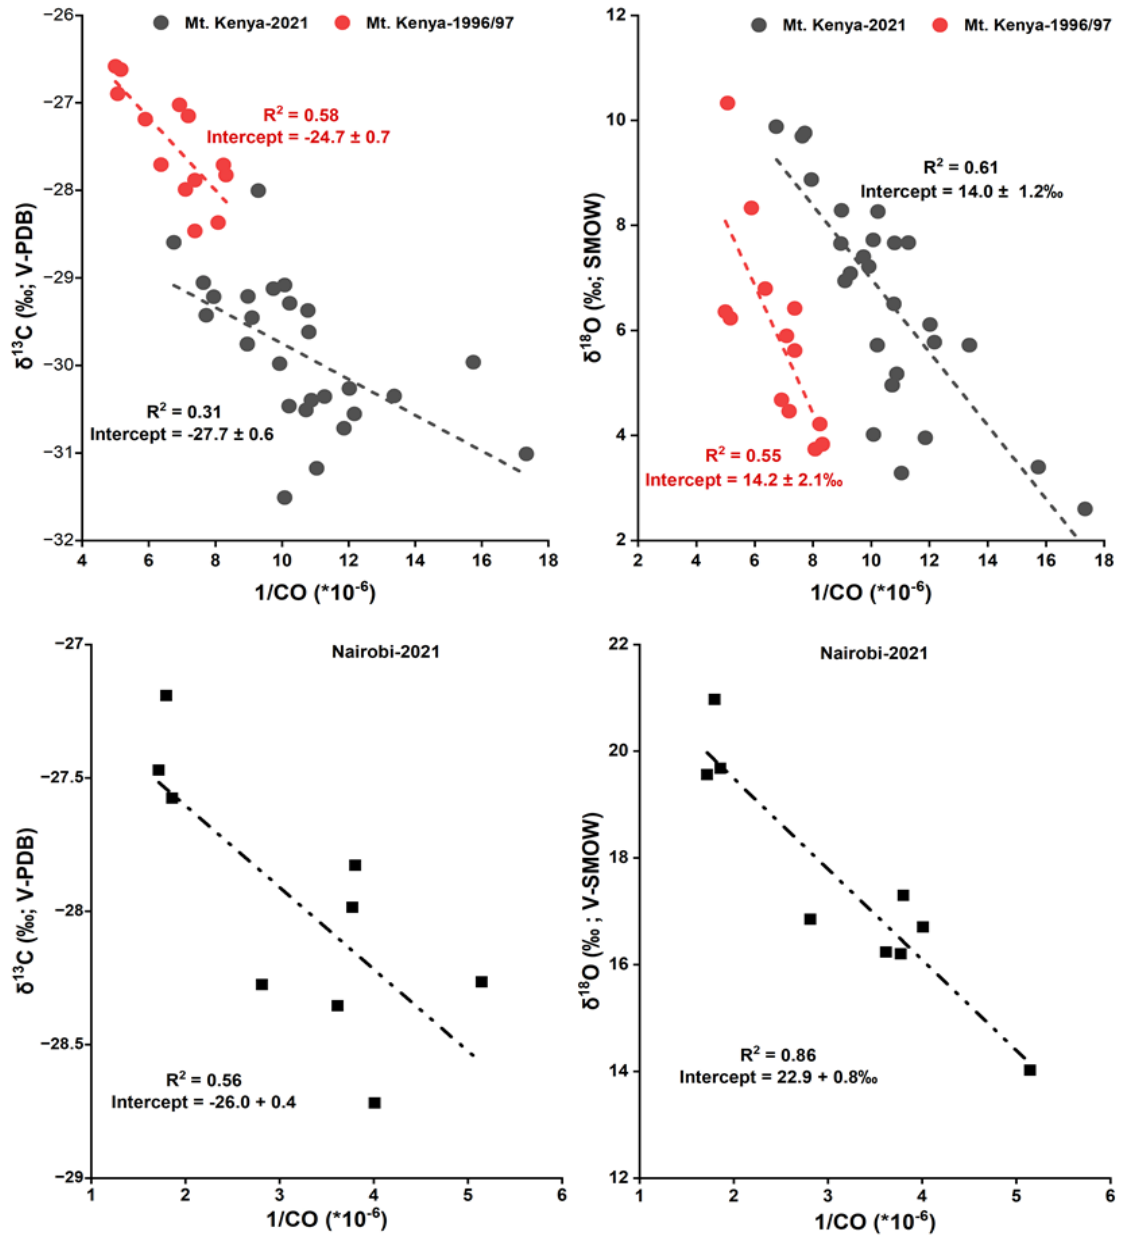 Mt. Kenya-2021 Mt. Kenya-1996/97
−26
−27
−28
−29
−30
−31
−32
δ¹³C (‰; V-PDB)
R² = 0.58
Intercept = -24.7 ± 0.7
R² = 0.31
Intercept = -27.7 ± 0.6
4 6 8 10 12 14 16 18
1/CO (*10⁻⁶)
Mt. Kenya-2021 Mt. Kenya-1996/97
12
10
8
6
4
2
δ¹⁸O (‰; SMOW)
R² = 0.61
Intercept = 14.0 ± 1.2‰
R² = 0.55
Intercept = 14.2 ± 2.1‰
2 4 6 8 10 12 14 16 18
1/CO (*10⁻⁶)
Nairobi-2021
−27
−27.5
−28
−28.5
−29
δ¹³C (‰; V-PDB)
R² = 0.56
Intercept = -26.0 + 0.4
1 2 3 4 5 6
1/CO (*10⁻⁶)
Nairobi-2021
22
20
18
16
14
12
δ¹⁸O (‰ ; V-SMOW)
R² = 0.86
Intercept = 22.9 + 0.8‰
1 2 3 4 5 6
1/CO (*10⁻⁶)